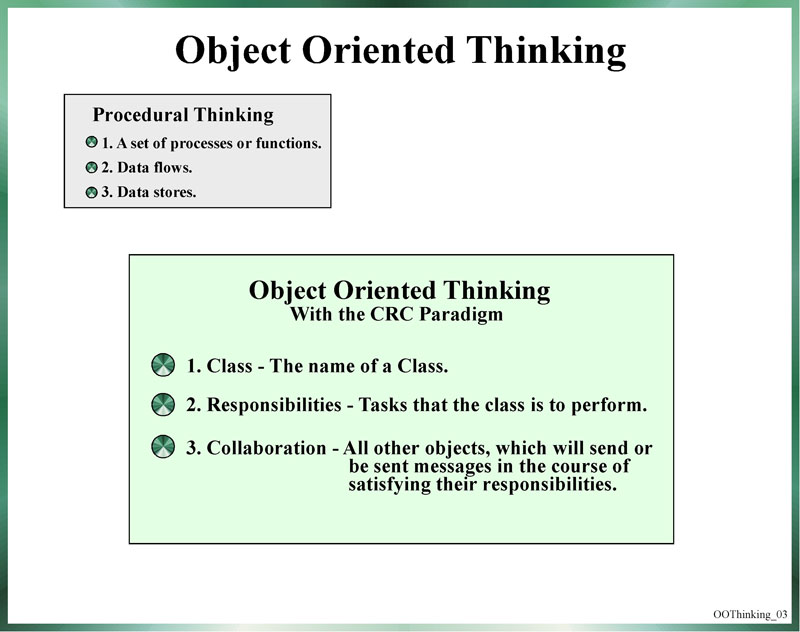 Object Oriented Thinking
Procedural Thinking
1. A set of processes or functions.
2. Data flows.
3. Data stores.
Object Oriented Thinking
With the CRC Paradigm
1. Class - The name of a Class.
2. Responsibilities - Tasks that the class is to perform.
3. Collaboration - All other objects, which will send or
be sent messages in the course of
satisfying their responsibilities.
OOThinking_03